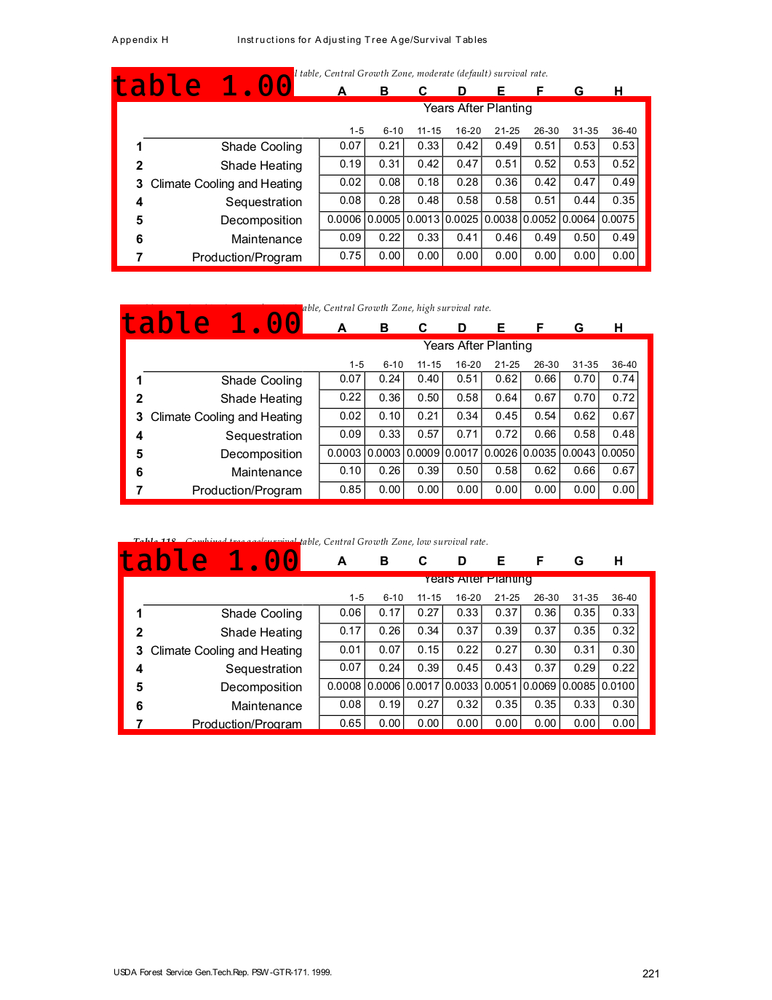 Appendix H Instructions for Adjusting Tree Age/Survival Tables
table 1.00
table, Central Growth Zone, moderate (default) survival rate.
A B C D E F G H
Years After Planting
1-5 6-10 11-15 16-20 21-25 26-30 31-35 36-40
1 Shade Cooling 0.07 0.21 0.33 0.42 0.49 0.51 0.53 0.53
2 Shade Heating 0.19 0.31 0.42 0.47 0.51 0.52 0.53 0.52
3 Climate Cooling and Heating 0.02 0.08 0.18 0.28 0.36 0.42 0.47 0.49
4 Sequestration 0.08 0.28 0.48 0.58 0.58 0.51 0.44 0.35
5 Decomposition 0.0006 0.0005 0.0013 0.0025 0.0038 0.0052 0.0064 0.0075
6 Maintenance 0.09 0.22 0.33 0.41 0.46 0.49 0.50 0.49
7 Production/Program 0.75 0.00 0.00 0.00 0.00 0.00 0.00 0.00
table 1.00
table, Central Growth Zone, high survival rate.
A B C D E F G H
Years After Planting
1-5 6-10 11-15 16-20 21-25 26-30 31-35 36-40
1 Shade Cooling 0.07 0.24 0.40 0.51 0.62 0.66 0.70 0.74
2 Shade Heating 0.22 0.36 0.50 0.58 0.64 0.67 0.70 0.72
3 Climate Cooling and Heating 0.02 0.10 0.21 0.34 0.45 0.54 0.62 0.67
4 Sequestration 0.09 0.33 0.57 0.71 0.72 0.66 0.58 0.48
5 Decomposition 0.0003 0.0003 0.0009 0.0017 0.0026 0.0035 0.0043 0.0050
6 Maintenance 0.10 0.26 0.39 0.50 0.58 0.62 0.66 0.67
7 Production/Program 0.85 0.00 0.00 0.00 0.00 0.00 0.00 0.00
Table 118 Combined tree age/survival table, Central Growth Zone, low survival rate.
table 1.00
A B C D E F G H
Years After Planting
1-5 6-10 11-15 16-20 21-25 26-30 31-35 36-40
1 Shade Cooling 0.06 0.17 0.27 0.33 0.37 0.36 0.35 0.33
2 Shade Heating 0.17 0.26 0.34 0.37 0.39 0.37 0.35 0.32
3 Climate Cooling and Heating 0.01 0.07 0.15 0.22 0.27 0.30 0.31 0.30
4 Sequestration 0.07 0.24 0.39 0.45 0.43 0.37 0.29 0.22
5 Decomposition 0.0008 0.0006 0.0017 0.0033 0.0051 0.0069 0.0085 0.0100
6 Maintenance 0.08 0.19 0.27 0.32 0.35 0.35 0.33 0.30
7 Production/Program 0.65 0.00 0.00 0.00 0.00 0.00 0.00 0.00
USDA Forest Service Gen.Tech.Rep. PSW-GTR-171. 1999. 221